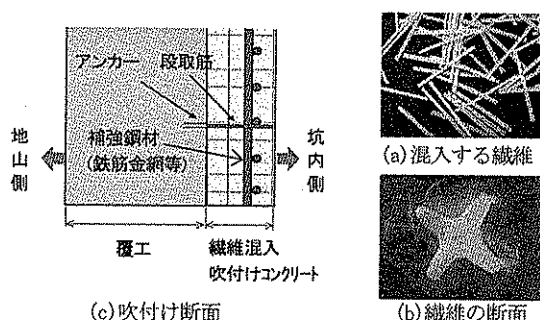 アンカー 段取筋
地山側
補強鋼材
(鉄筋金網等)
坑内側
覆工
繊維混入
吹付けコンクリート
(c)吹付け断面
(a)混入する繊維
(b)繊維の断面